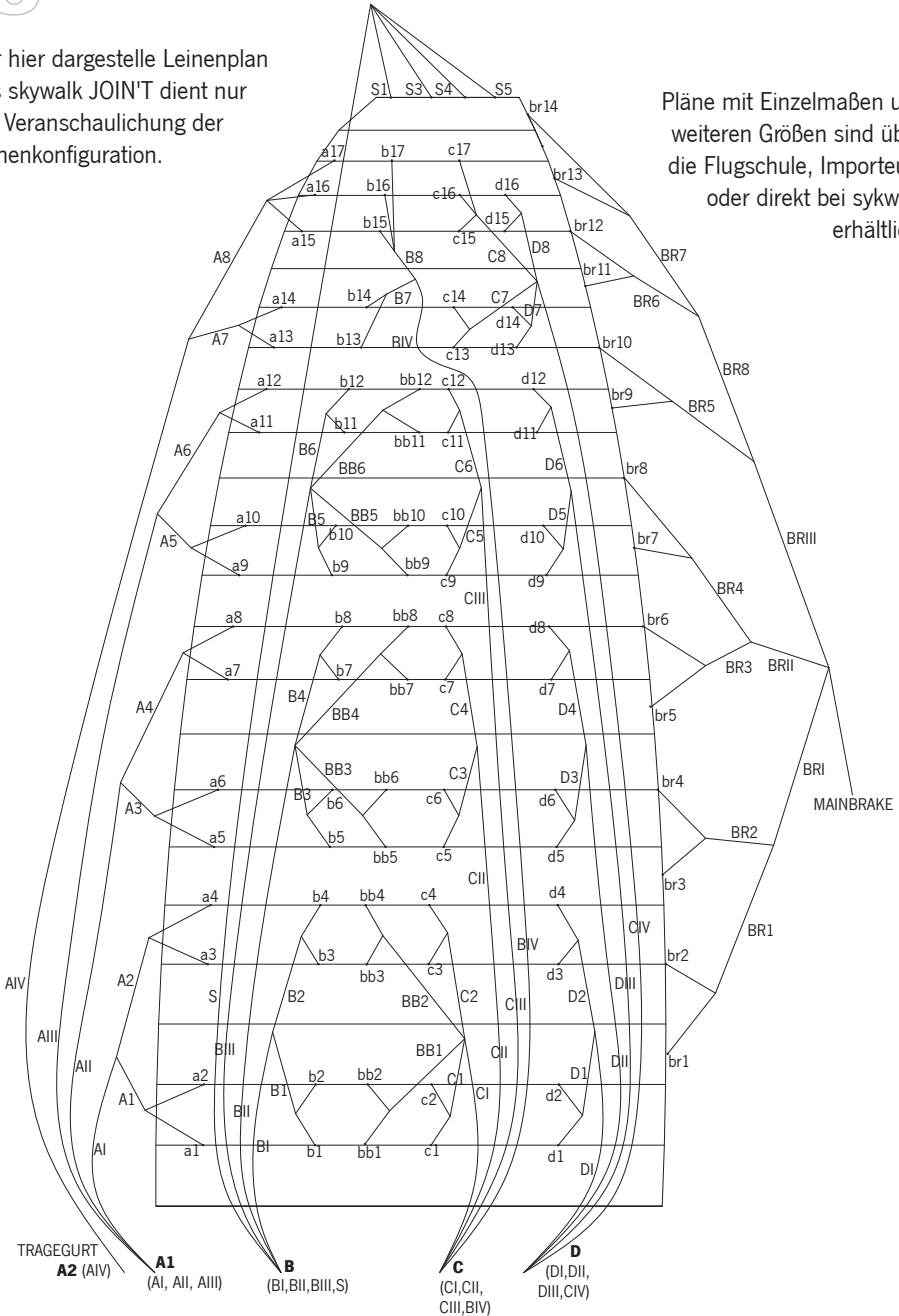 r hier dargestelle Leinenplan
s skywalk JOIN'T dient nur
Veranschaulichung der
nenkonfiguration.
Pläne mit Einzelmaßen u
weiteren Größen sind üb
die Flugschule, Importeu
oder direkt bei sykw
erhältlic
S1 S3 S4 S5
br14
a17 b17 c17
br13
a16 b16 c16 d16
b15 d15
a15 c15 br12
A8 B8 C8 D8 BR7
br11
a14 b14 B7 c14 C7 D7 BR6
d14
A7 a13 b13 BIV c13 d13 br10
BR8
a12 b12 bb12 c12 d12
br9 BR5
a11 b11 bb11 c11 d11
A6 B6 BB6 C6 D6 br8
a10 B5 BB5 bb10 c10 D5
b10 C5 d10 br7 BRIII
A5 a9 b9 bb9 c9 d9
BR4
CIII
a8 b8 bb8 c8 d8 br6
BR3 BRII
a7 b7 bb7 c7 d7
A4 B4 BB4 C4 D4 br5
BB3 C3 D3 BRI
a6 bb6 br4
B3 b6 c6 d6 MAINBRAKE
A3 a5 b5 bb5 c5 d5 BR2
CII br3
a4 b4 bb4 c4 d4
BIV CIV BR1
a3 b3 bb3 c3 d3 br2
AIV A2 S B2 BB2 C2 CIII D2 DIII
AIII BIII BB1 CII DII br1
AII a2 b2 bb2 C1 D1
A1 B1 c2 CI d2
BII
AI a1 BI b1 bb1 c1 d1
DI
TRAGEGURT
A2 (AIV)
A1
(AI, AII, AIII)
B
(BI,BII,BIII,S)
C
(CI,CII,
CIII,BIV)
D
(DI,DII,
DIII,CIV)